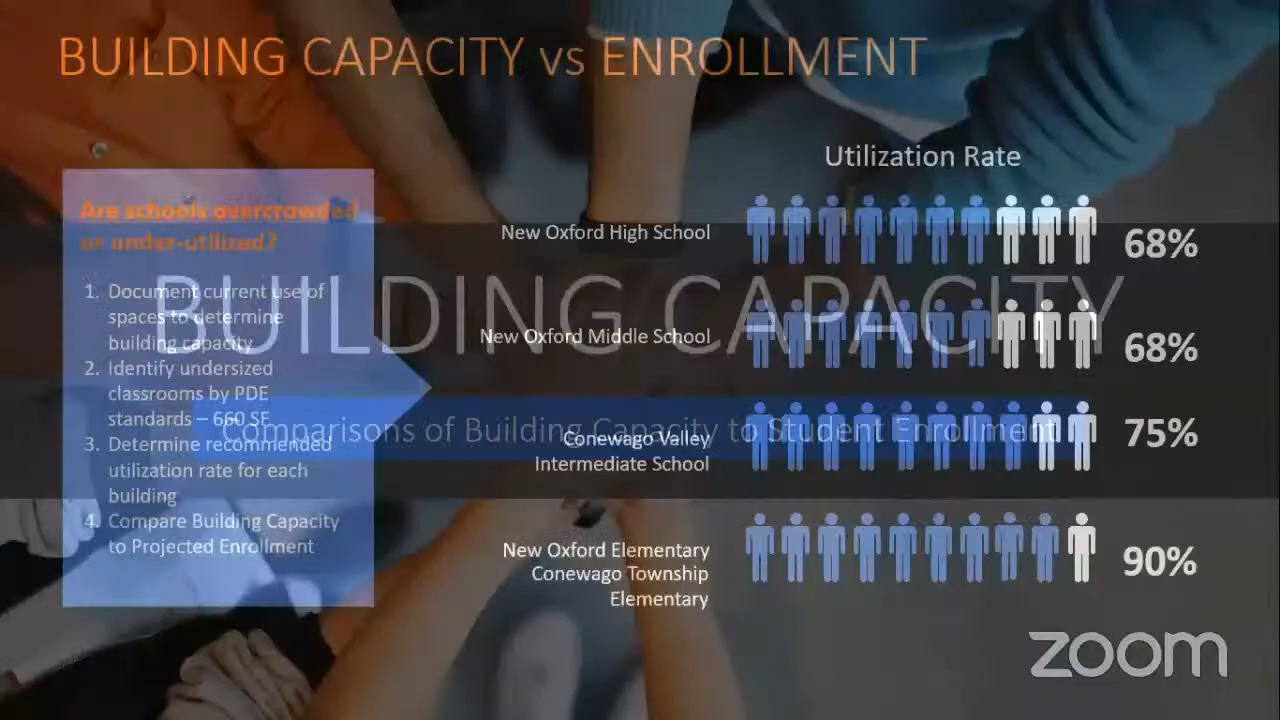 BUILDING CAPACITY vs ENROLLMENT
Are schools overcrowded
or under-utilized?
1. Document current use of
spaces to determine
building capacity
2. Identify undersized
classrooms by PDE
standards – 660 SF
3. Determine recommended
utilization rate for each
building
4. Compare Building Capacity
to Projected Enrollment
BUILDING CAPACITY
Comparisons of Building Capacity to Student Enrollment
Utilization Rate
New Oxford High School
68%
New Oxford Middle School
68%
Conewago Valley
Intermediate School
75%
New Oxford Elementary
Conewago Township
Elementary
90%
zoom